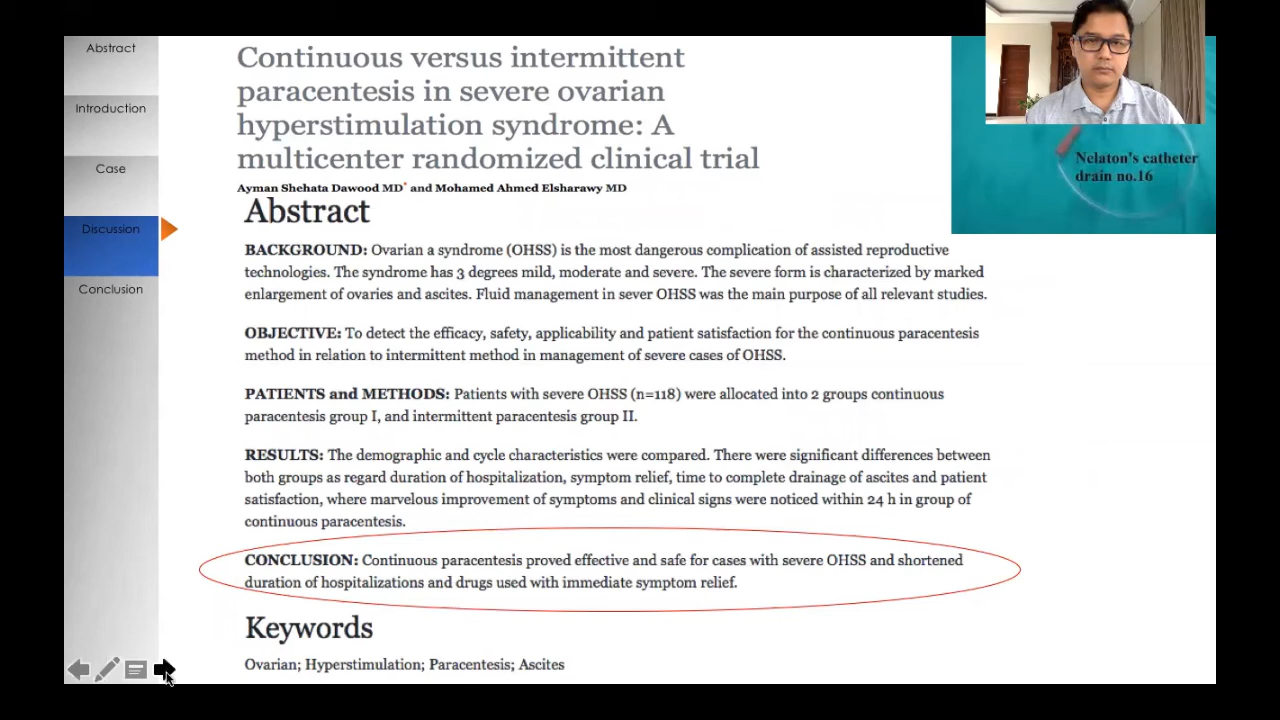 Abstract
Introduction
Case
Discussion
Conclusion
Continuous versus intermittent
paracentesis in severe ovarian
hyperstimulation syndrome: A
multicenter randomized clinical trial
Ayman Shehata Dawood MD* and Mohamed Ahmed Elsharawy MD
Nelaton's catheter
drain no.16
Abstract
BACKGROUND: Ovarian a syndrome (OHSS) is the most dangerous complication of assisted reproductive
technologies. The syndrome has 3 degrees mild, moderate and severe. The severe form is characterized by marked
enlargement of ovaries and ascites. Fluid management in sever OHSS was the main purpose of all relevant studies.
OBJECTIVE: To detect the efficacy, safety, applicability and patient satisfaction for the continuous paracentesis
method in relation to intermittent method in management of severe cases of OHSS.
PATIENTS and METHODS: Patients with severe OHSS (n=118) were allocated into 2 groups continuous
paracentesis group I, and intermittent paracentesis group II.
RESULTS: The demographic and cycle characteristics were compared. There were significant differences between
both groups as regard duration of hospitalization, symptom relief, time to complete drainage of ascites and patient
satisfaction, where marvelous improvement of symptoms and clinical signs were noticed within 24 h in group of
continuous paracentesis.
CONCLUSION: Continuous paracentesis proved effective and safe for cases with severe OHSS and shortened
duration of hospitalizations and drugs used with immediate symptom relief.
Keywords
Ovarian; Hyperstimulation; Paracentesis; Ascites